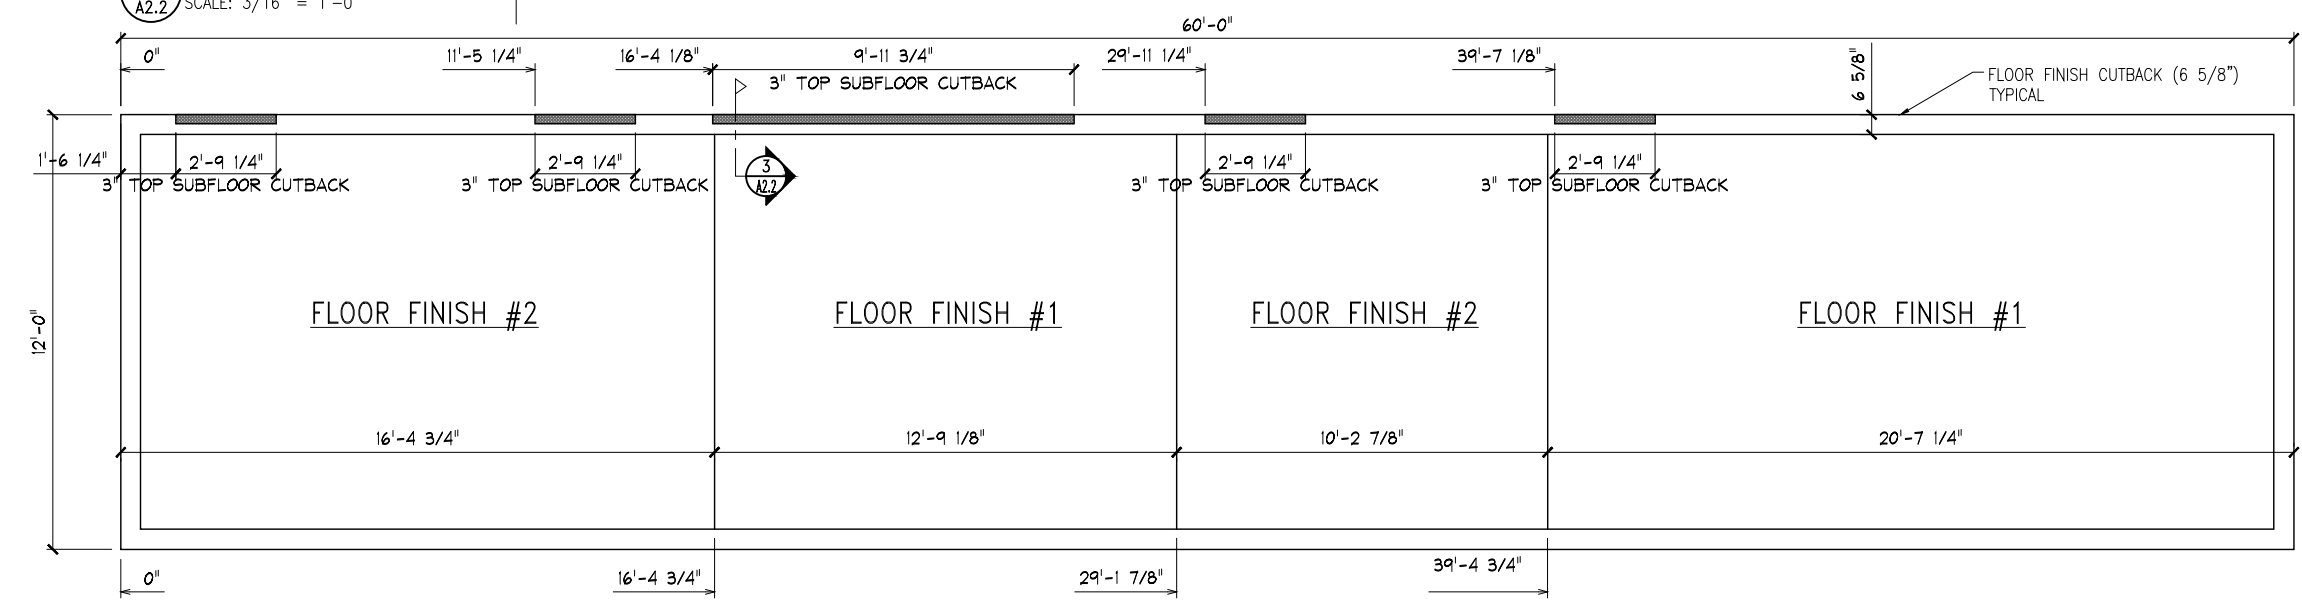 A2.2
SCALE: 3/16" = 1'-0"
60'-0"
0"
11'-5 1/4"
16'-4 1/8"
9'-11 3/4"
29'-11 1/4"
39'-7 1/8"
6 5/8"
3" TOP SUBFLOOR CUTBACK
FLOOR FINISH CUTBACK (6 5/8")
TYPICAL
1'-6 1/4"
2'-9 1/4"
2'-9 1/4"
3
A2.2
2'-9 1/4"
2'-9 1/4"
3" TOP SUBFLOOR CUTBACK
3" TOP SUBFLOOR CUTBACK
3" TOP SUBFLOOR CUTBACK
3" TOP SUBFLOOR CUTBACK
12'-0"
FLOOR FINISH #2
FLOOR FINISH #1
FLOOR FINISH #2
FLOOR FINISH #1
16'-4 3/4"
12'-9 1/8"
10'-2 7/8"
20'-7 1/4"
0"
16'-4 3/4"
29'-1 7/8"
39'-4 3/4"